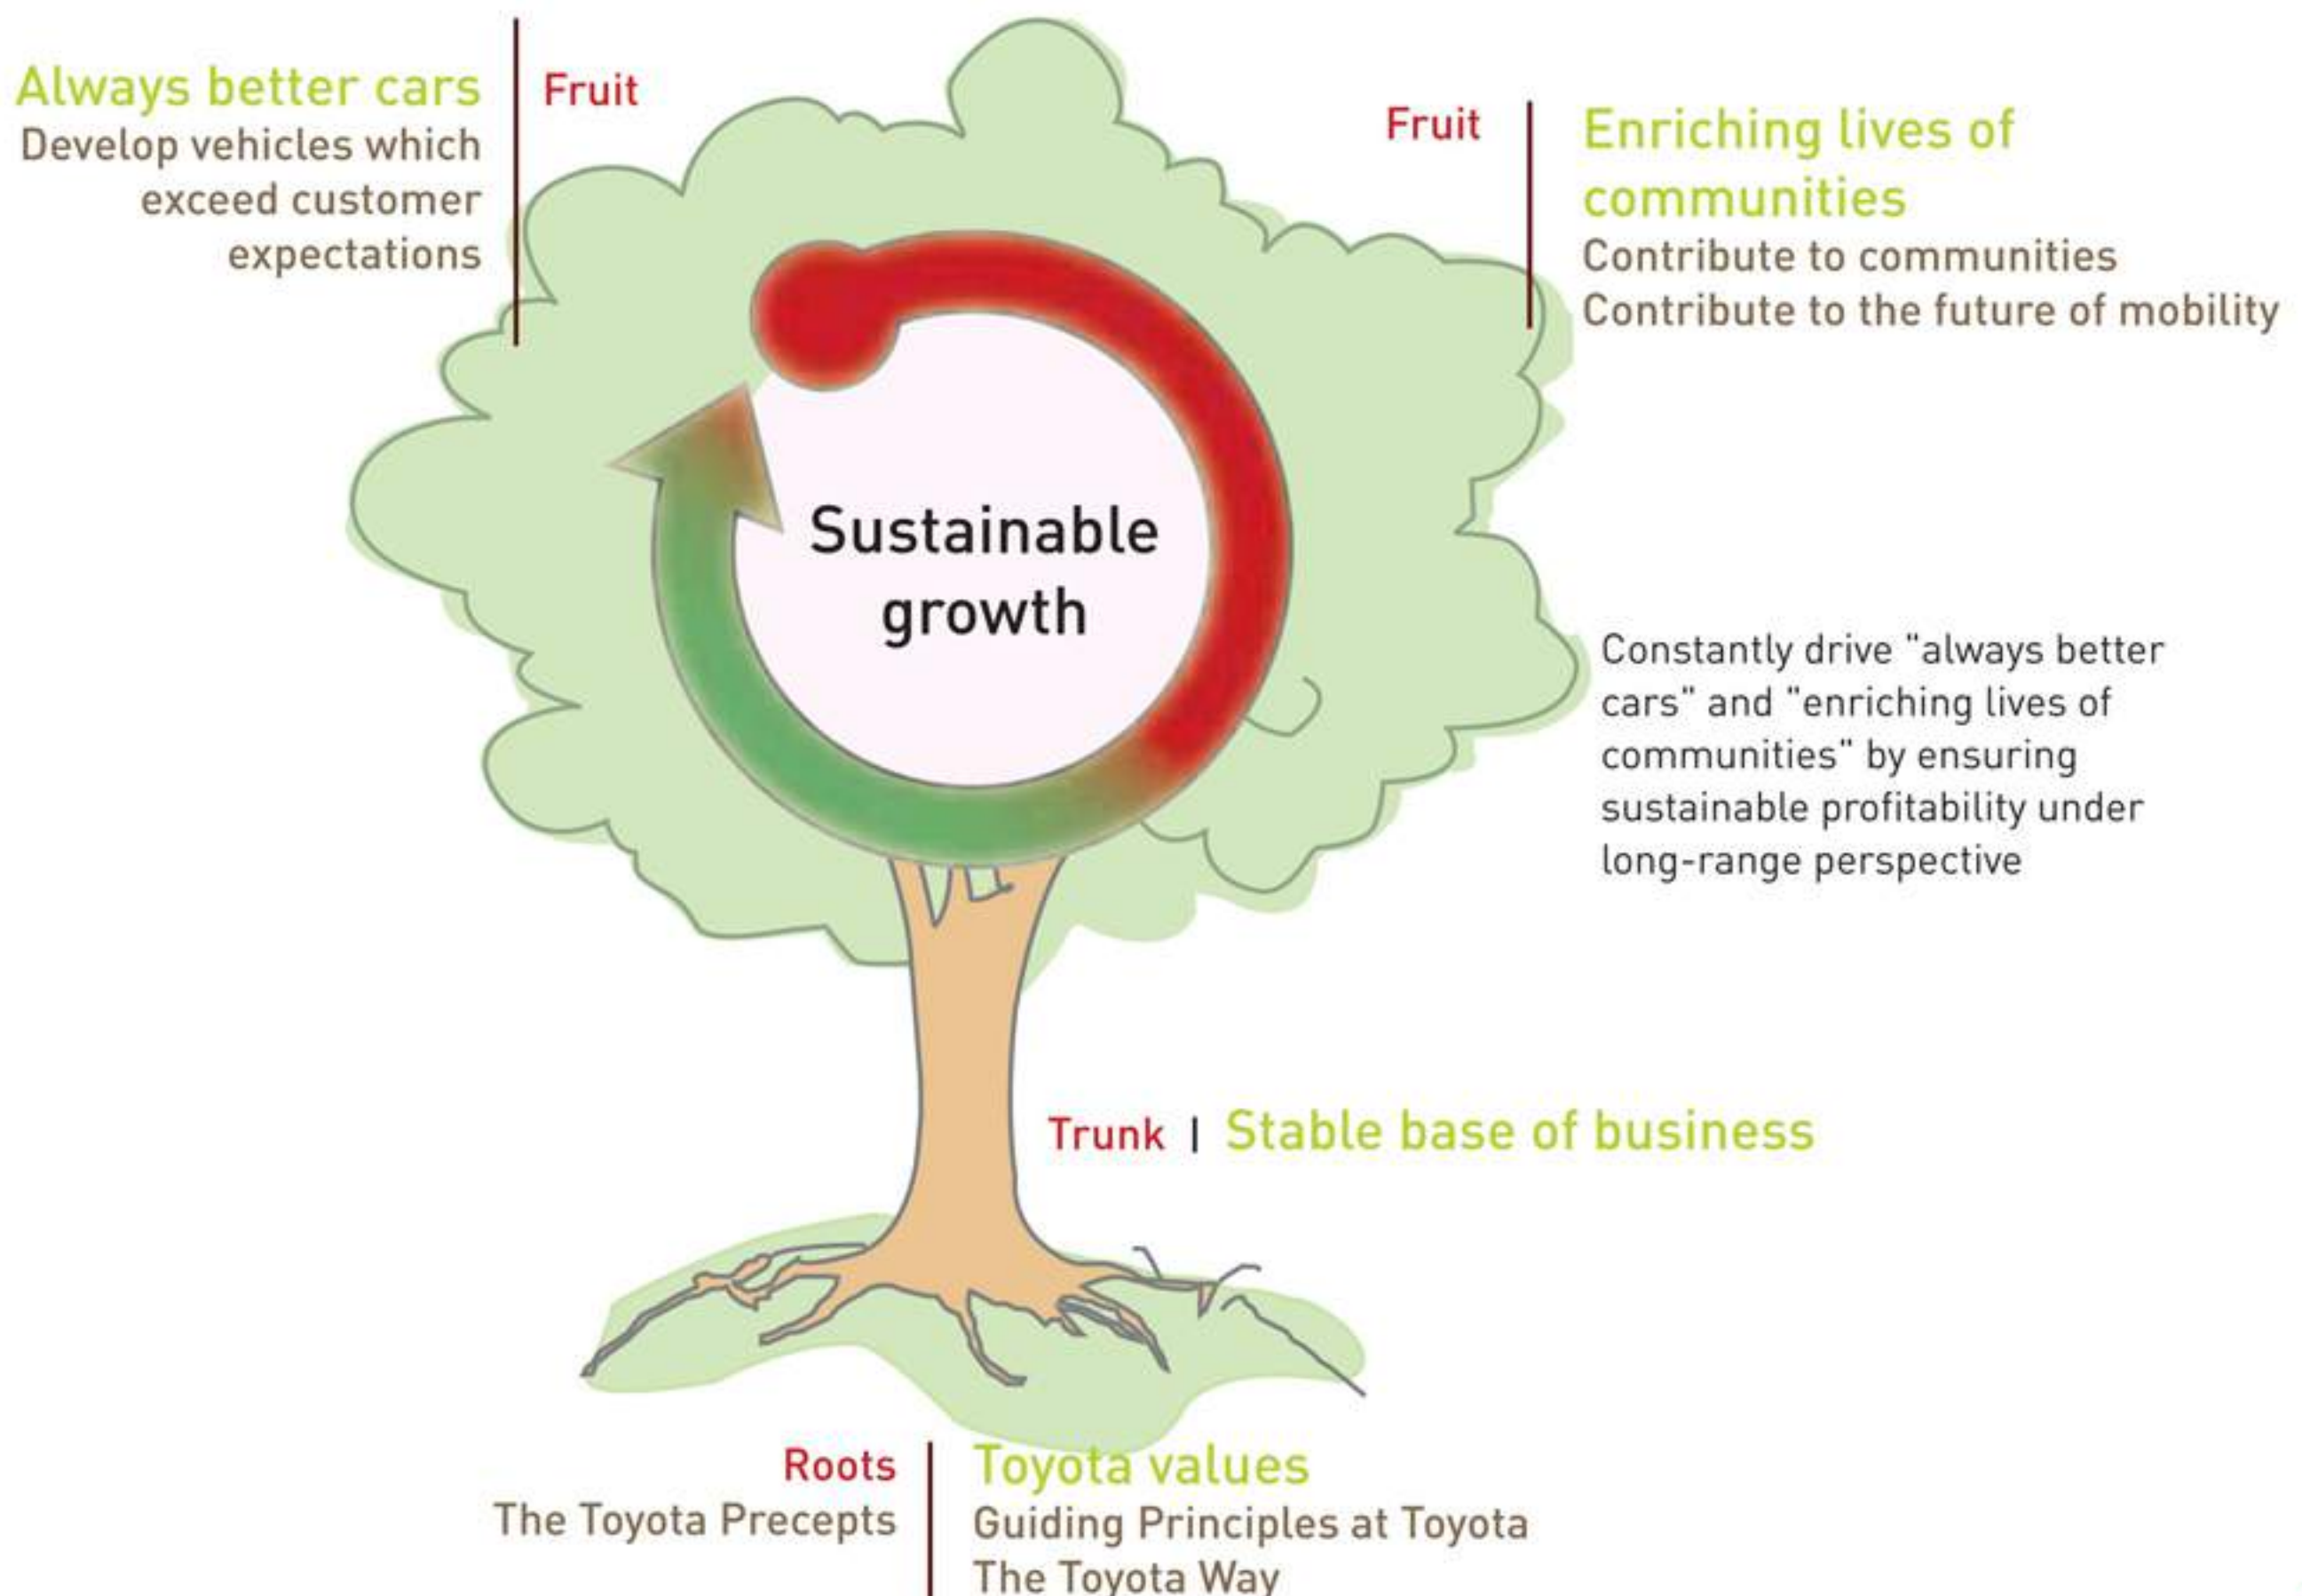 Always better cars
Develop vehicles which
exceed customer
expectations
Fruit
Fruit
Enriching lives of
communities
Contribute to communities
Contribute to the future of mobility
Sustainable
growth
Constantly drive "always better
cars" and "enriching lives of
communities" by ensuring
sustainable profitability under
long-range perspective
Trunk | Stable base of business
Roots
The Toyota Precepts
Toyota values
Guiding Principles at Toyota
The Toyota Way